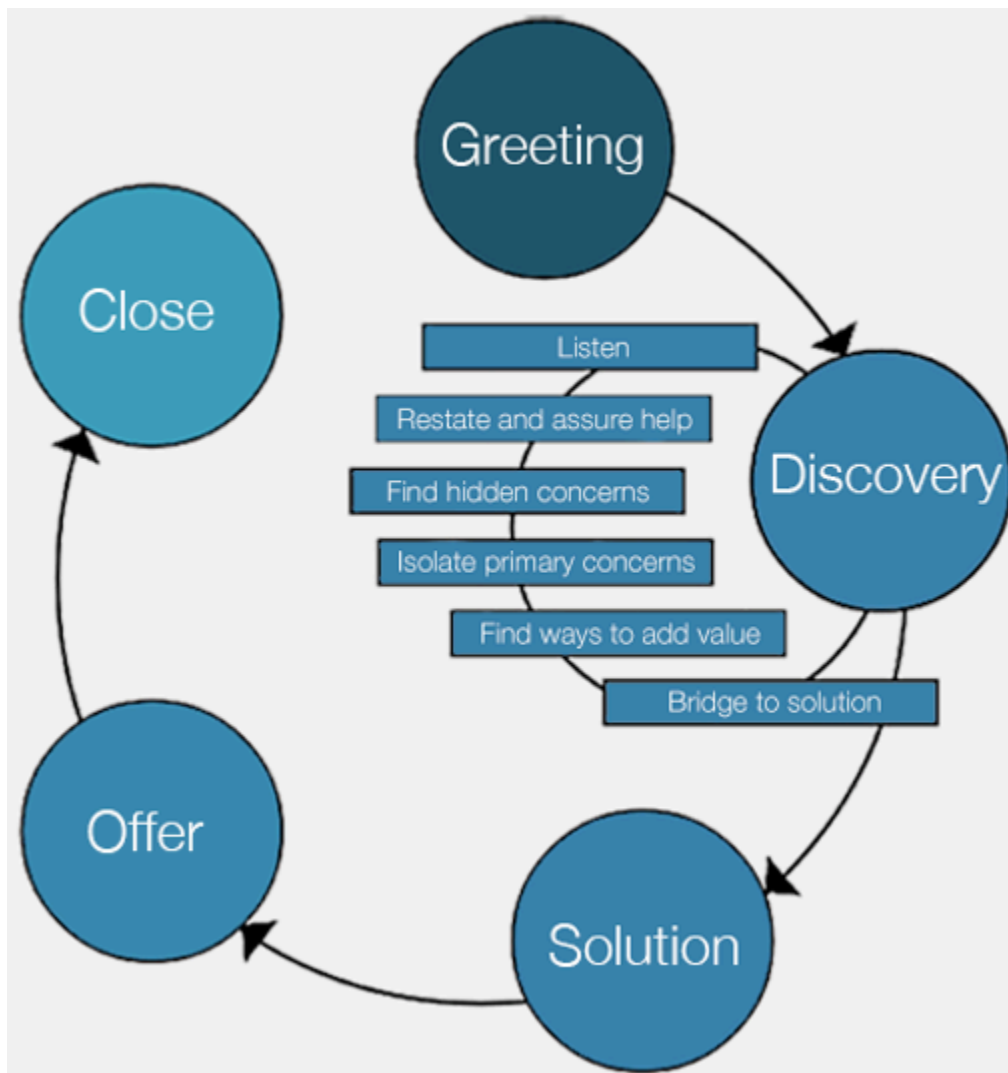 Greeting
Discovery
Listen
Restate and assure help
Find hidden concerns
Isolate primary concerns
Find ways to add value
Bridge to solution
Solution
Offer
Close